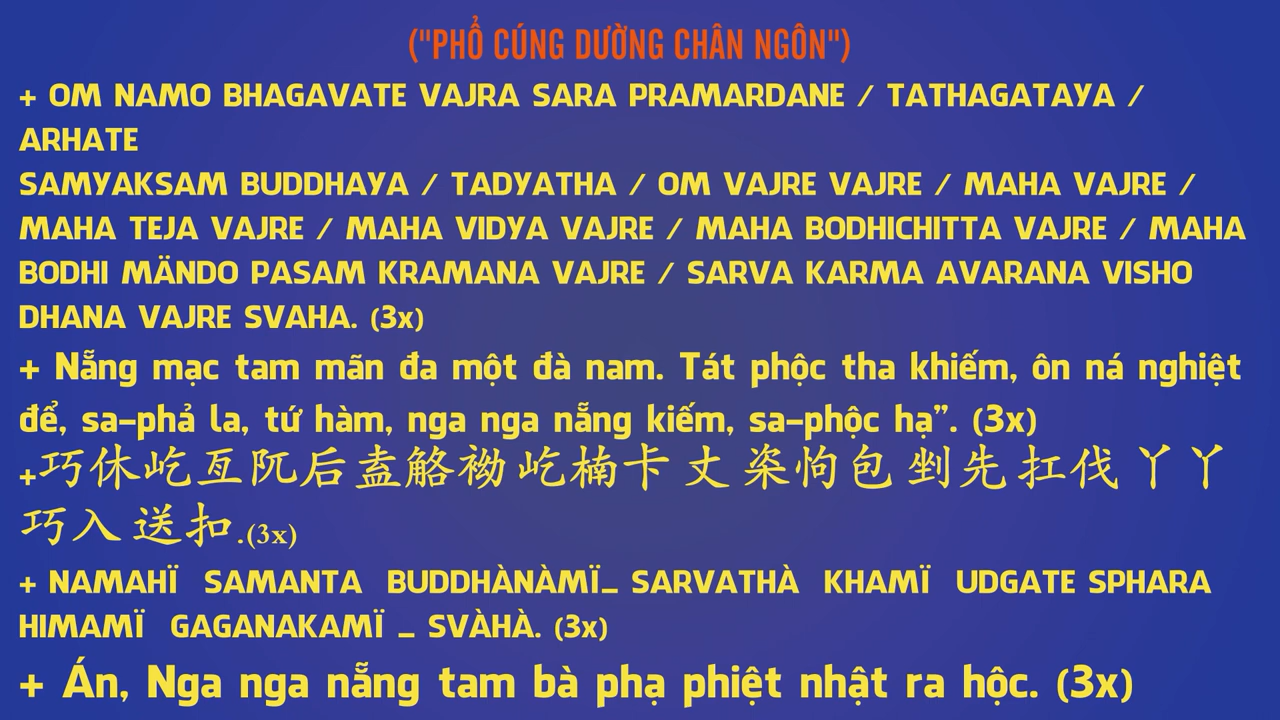 ("PHỔ CÚNG DƯỜNG CHÂN NGÔN")
+ OM NAMO BHAGAVATE VAJRA SARA PRAMARDANE / TATHAGATAYA /
ARHATE
SAMYAKSAM BUDDHAYA / TADYATHA / OM VAJRE VAJRE / MAHA VAJRE /
MAHA TEJA VAJRE / MAHA VIDYA VAJRE / MAHA BODHICHITTA VAJRE / MAHA
BODHI MÄNDO PASAM KRAMANA VAJRE / SARVA KARMA AVARANA VISHO
DHANA VAJRE SVAHA. (3x)
+ Nẵng mạc tam mãn đa một đà nam. Tát phộc tha khiếm, ôn ná nghiệt
để, sa-phả la, tứ hàm, nga nga nẵng kiếm, sa-phộc hạ”. (3x)
+巧休屹亙阢后盍觡袎屹楠卡丈栥恟包剉先扛伐丫丫
巧入送扣.(3x)
+ NAMAHÏ SAMANTA BUDDHÀNÀMÏ_ SARVATHÀ KHAMÏ UDGATE SPHARA
HIMAMÏ GAGANAKAMÏ _ SVÀHÀ. (3x)
+ Án, Nga nga nẵng tam bà phạ phiệt nhật ra hộc. (3x)